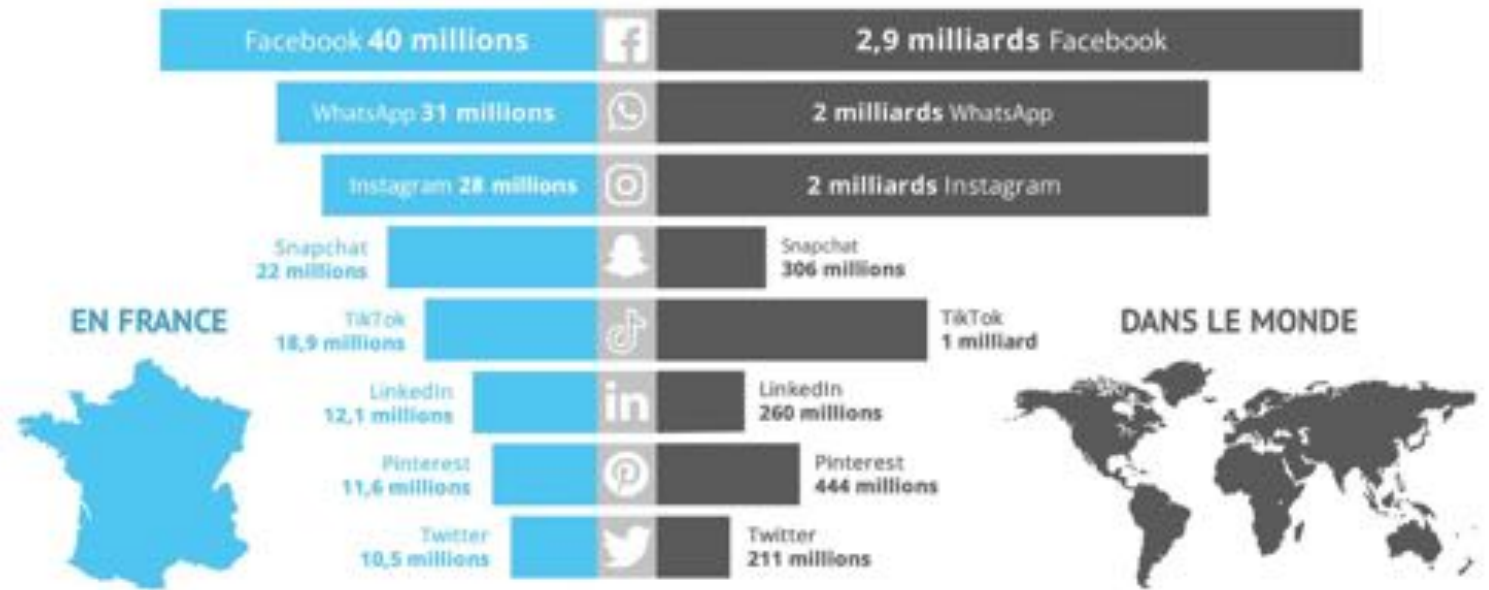 Facebook 40 millions
2,9 milliards Facebook
WhatsApp 31 millions
2 milliards WhatsApp
Instagram 28 millions
2 milliards Instagram
Snapchat
22 millions
Snapchat
306 millions
EN FRANCE
TikTok
18,9 millions
TikTok
1 milliard
DANS LE MONDE
LinkedIn
12,1 millions
in
LinkedIn
260 millions
Pinterest
11,6 millions
Pinterest
444 millions
Twitter
10,5 millions
Twitter
211 millions